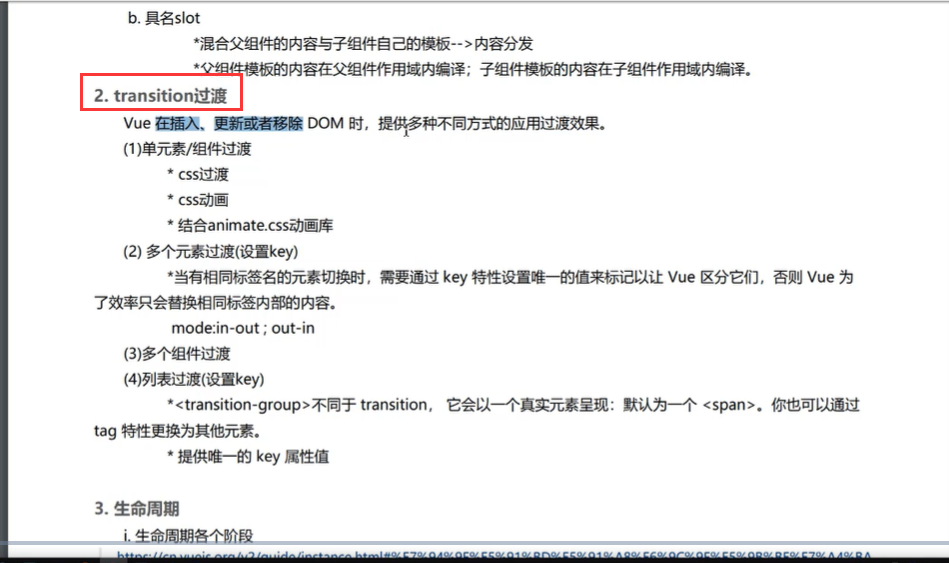 b. 具名slot
*混合父组件的内容与子组件自己的模板-->内容分发
*父组件模板的内容在父组件作用域内编译；子组件模板的内容在子组件作用域内编译。
2. transition过渡
Vue 在插入、更新或者移除 DOM 时，提供多种不同方式的应用过渡效果。
(1)单元素/组件过渡
* css过渡
* css动画
* 结合animate.css动画库
(2) 多个元素过渡(设置key)
*当有相同标签名的元素切换时，需要通过 key 特性设置唯一的值来标记以让 Vue 区分它们，否则 Vue 为
了效率只会替换相同标签内部的内容。
mode:in-out ; out-in
(3)多个组件过渡
(4)列表过渡(设置key)
*<transition-group>不同于 transition， 它会以一个真实元素呈现：默认为一个 <span>。你也可以通过
tag 特性更换为其他元素。
* 提供唯一的 key 属性值
3. 生命周期
i. 生命周期各个阶段
https://cn.vuejs.org/v2/guide/instance.html#%E7%94%9F%E5%91%BD%E5%91%A8%E6%9C%9F%E5%9B%BE%E7%A4%BA